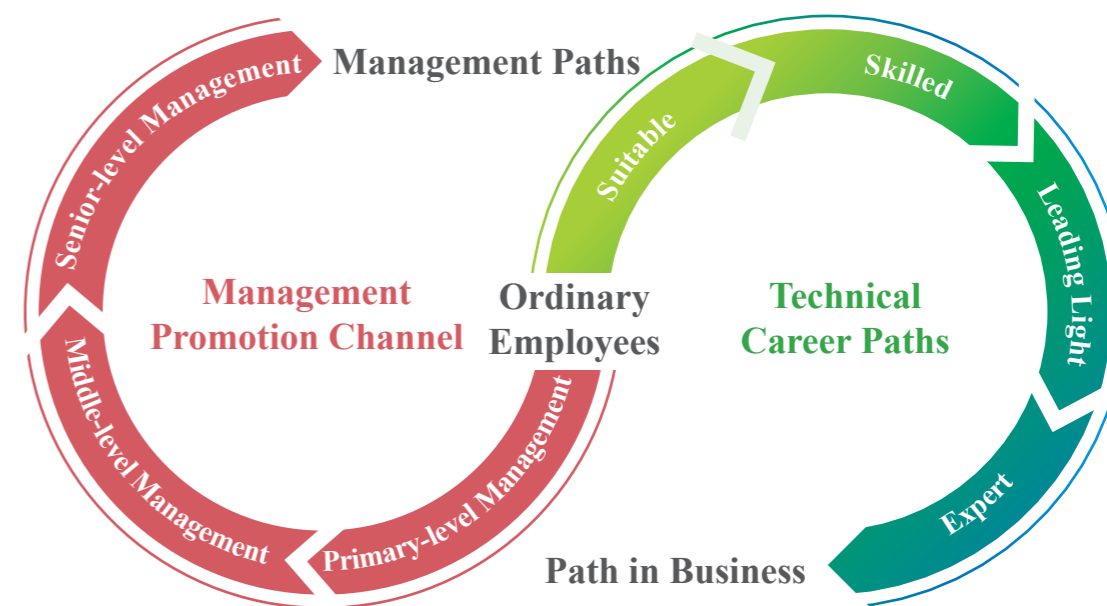 Management Paths
Senior-level Management
Middle-level Management
Primary-level Management
Management
Promotion Channel
Ordinary
Employees
Suitable
Skilled
Leading Light
Expert
Technical
Career Paths
Path in Business